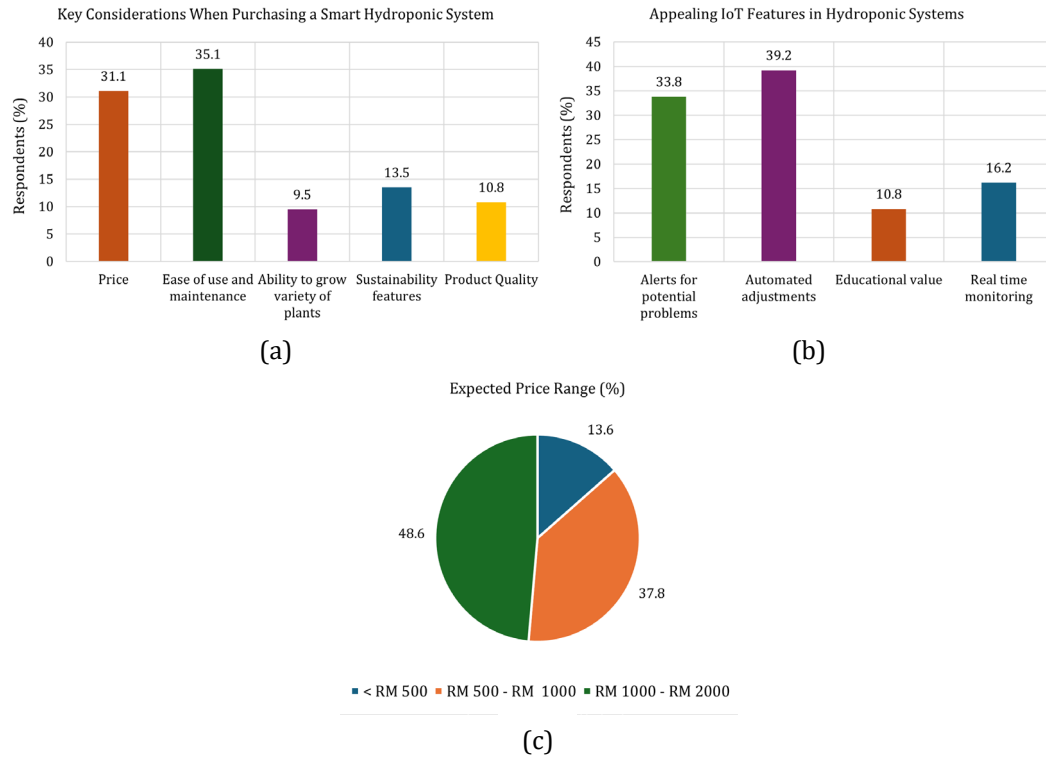 Key Considerations When Purchasing a Smart Hydroponic System
Respondents (%)
40
35
30
25
20
15
10
5
0
31.1
35.1
9.5
13.5
10.8
Price
Ease of use and
maintenance
Ability to grow
variety of
plants
Sustainability
features
Product Quality
(a)
Appealing IoT Features in Hydroponic Systems
Respondents (%)
45
40
35
30
25
20
15
10
5
0
33.8
39.2
10.8
16.2
Alerts for
potential
problems
Automated
adjustments
Educational value
Real time
monitoring
(b)
Expected Price Range (%)
13.6
48.6
37.8
< RM 500
RM 500 - RM 1000
RM 1000 - RM 2000
(c)